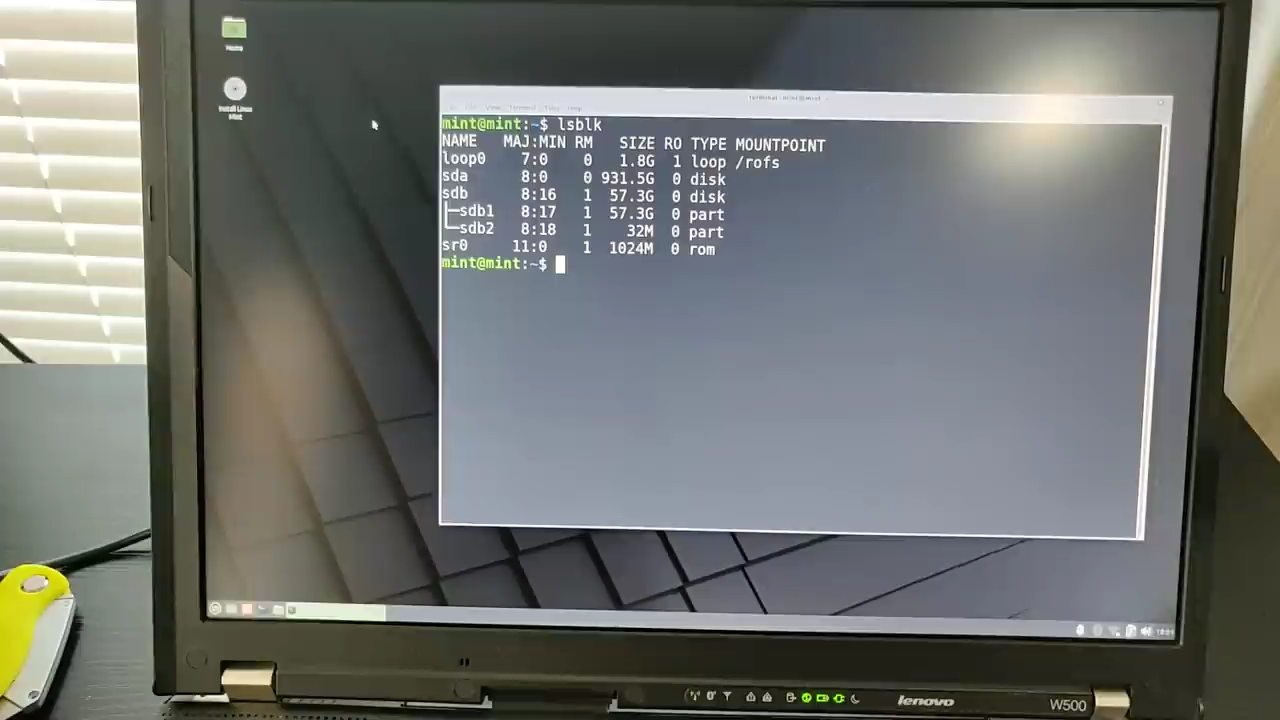 Home
Install Linux
Mint
mint@mint:~$ lsblk
NAME MAJ:MIN RM SIZE RO TYPE MOUNTPOINT
loop0 7:0 0 1.8G 1 loop /rofs
sda 8:0 0 931.5G 0 disk
sdb 8:16 1 57.3G 0 disk
├─sdb1 8:17 1 57.3G 0 part
└─sdb2 8:18 1 32M 0 part
sr0 11:0 1 1024M 0 rom
mint@mint:~$
lenovo
W500